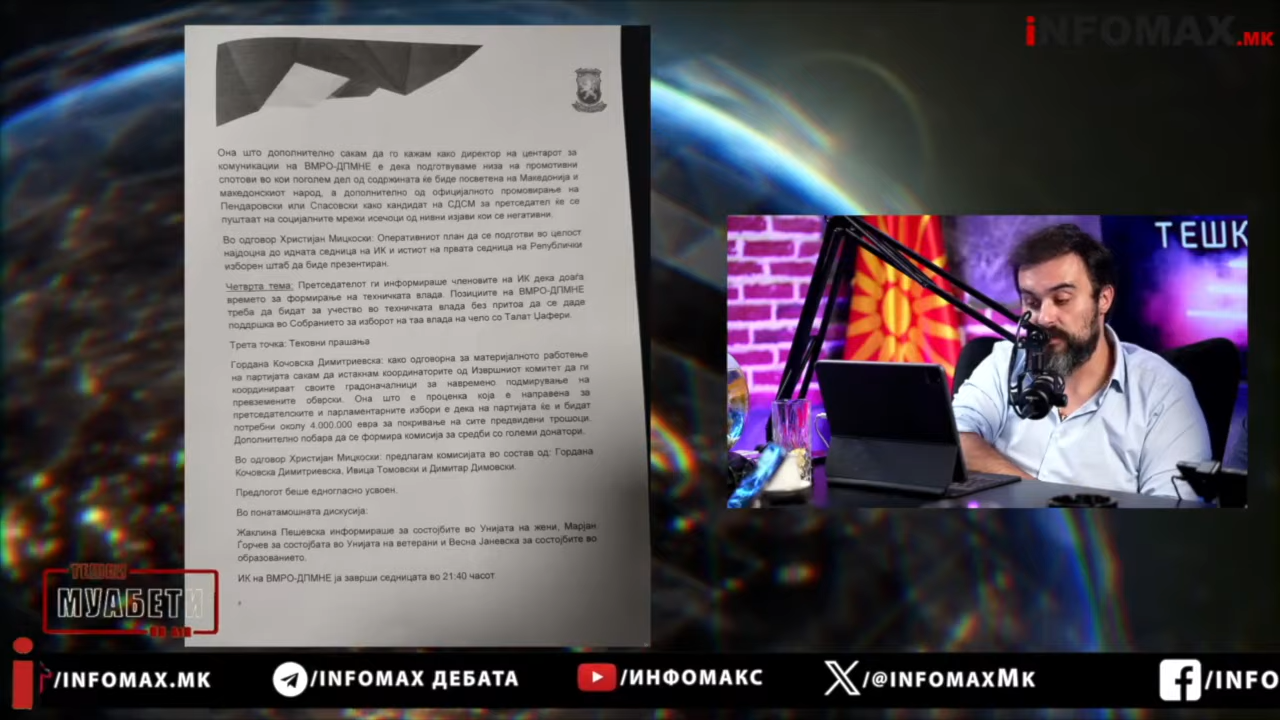 iNFOMAX.МК
Она што дополнително сакам да го кажам како директор на центарот за
комуникации на ВМРО-ДПМНЕ е дека подготвуваме низа на промотивни
спотови во кои поголем дел од содржината ќе биде посветена на Македонија и
македонскиот народ, а дополнително од официјалното промовирање на
Пендаровски или Спасовски како кандидат на СДСМ за претседател ќе се
пуштаат на социјалните мрежи исечоци од нивни изјави кои се негативни.
Во одговор Христијан Мицкоски: Оперативниот план да се подготви во целост
најдоцна до идната седница на ИК и истиот на првата седница на Републички
изборен штаб да биде презентиран.
Четврта тема: Претседателот ги информираше членовите на ИК дека доаѓа
времето за формирање на техничката влада. Позициите на ВМРО-ДПМНЕ
треба да бидат за учество во техничката влада без притоа да се даде
поддршка во Собранието за изборот на таа влада на чело со Талат Џафери.
Трета точка: Тековни прашања
Гордана Кочовска Димитриевска: како одговорна за материјалното работење
на партијата сакам да истакнам координаторите од Извршниот комитет да ги
координират своите градоначалници за навремено подмирување на
превземените обврски. Она што е проценка која е направена за
претседателските и парламентарните избори е дека на партијата ќе и бидат
потребни околу 4.000.000 евра за покривање на сите предвидени трошоци.
Дополнително побара да се формира комисија за средби со големи донатори.
Во одговор Христијан Мицкоски: предлагам комисијата во состав од: Гордана
Кочовска Димитриевска, Ивица Томовски и Димитар Димовски.
Предлогот беше едногласно усвоен.
Во понатамошната дискусија:
Жаклина Пешевска информираше за состојбите во Унијата на жени, Марјан
Ѓорчев за состојбата во Унијата на ветерани и Весна Јаневска за состојбите во
образованието.
ИК на ВМРО-ДПМНЕ ја заврши седницата во 21:40 часот
ТЕШК
ТЕШКИ
МУАБЕТИ
ON AIR
/INFOMAX.МК
/INFOMAX ДЕБАТА
/ИНФОМАКС
/@INFOMAXМК
/INFO